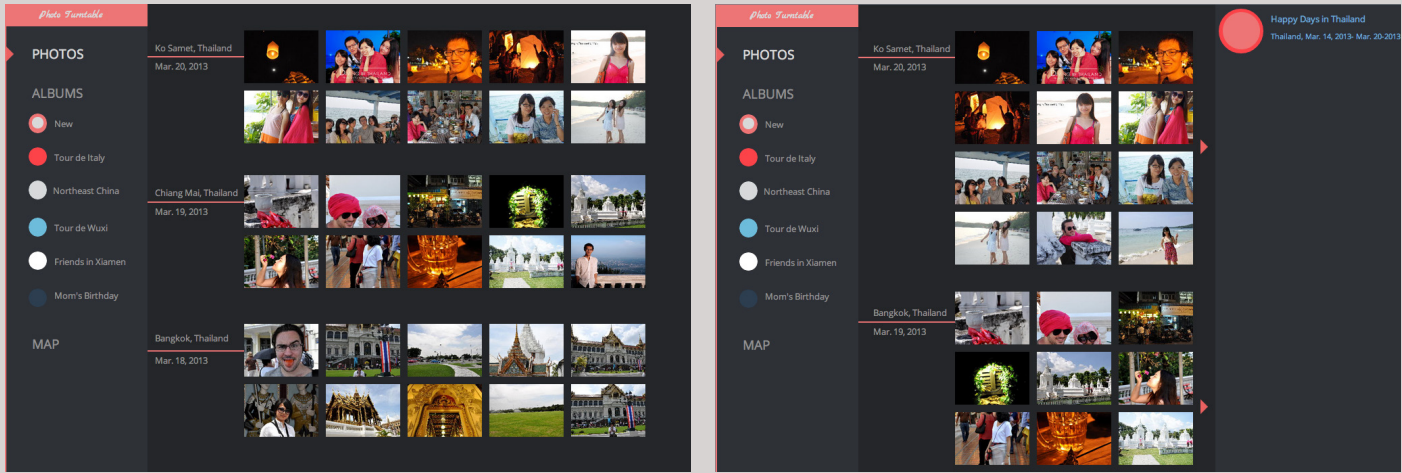 Photo Turntable
PHOTOS
ALBUMS
New
Tour de Italy
Northeast China
Tour de Wuxi
Friends in Xiamen
Mom's Birthday
MAP
Ko Samet, Thailand
Mar. 20, 2013
Chiang Mai, Thailand
Mar. 19, 2013
Bangkok, Thailand
Mar. 18, 2013
Photo Turntable
PHOTOS
ALBUMS
New
Tour de Italy
Northeast China
Tour de Wuxi
Friends in Xiamen
Mom's Birthday
MAP
Ko Samet, Thailand
Mar. 20, 2013
Bangkok, Thailand
Mar. 19, 2013
Happy Days in Thailand
Thailand, Mar. 14, 2013- Mar. 20-2013